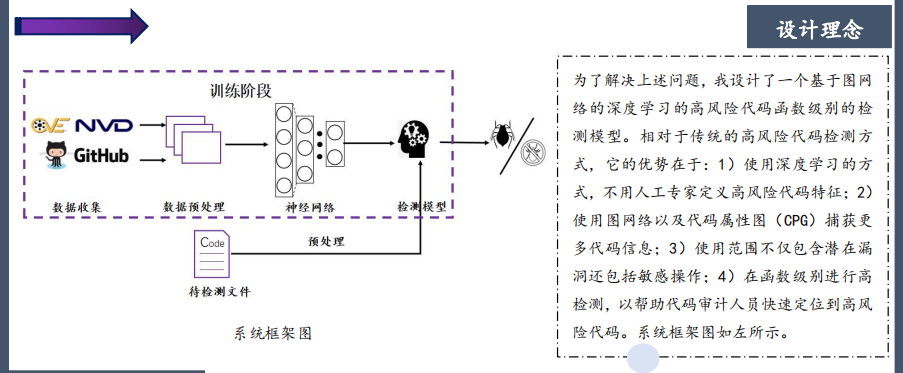 设计理念
训练阶段
CVE NVD
GitHub
数据收集
数据预处理
神经网络
检测模型
预处理
Code
待检测文件
系统框架图
为了解决上述问题，我设计了一个基于图网
络的深度学习的高风险代码函数级别的检
测模型。相对于传统的高风险代码检测方
式，它的优势在于：1）使用深度学习的方
式，不用人工专家定义高风险代码特征；2）
使用图网络以及代码属性图（CPG）捕获更
多代码信息；3）使用范围不仅包含潜在漏
洞还包括敏感操作；4）在函数级别进行高
检测，以帮助代码审计人员快速定位到高风
险代码。系统框架图如左所示。